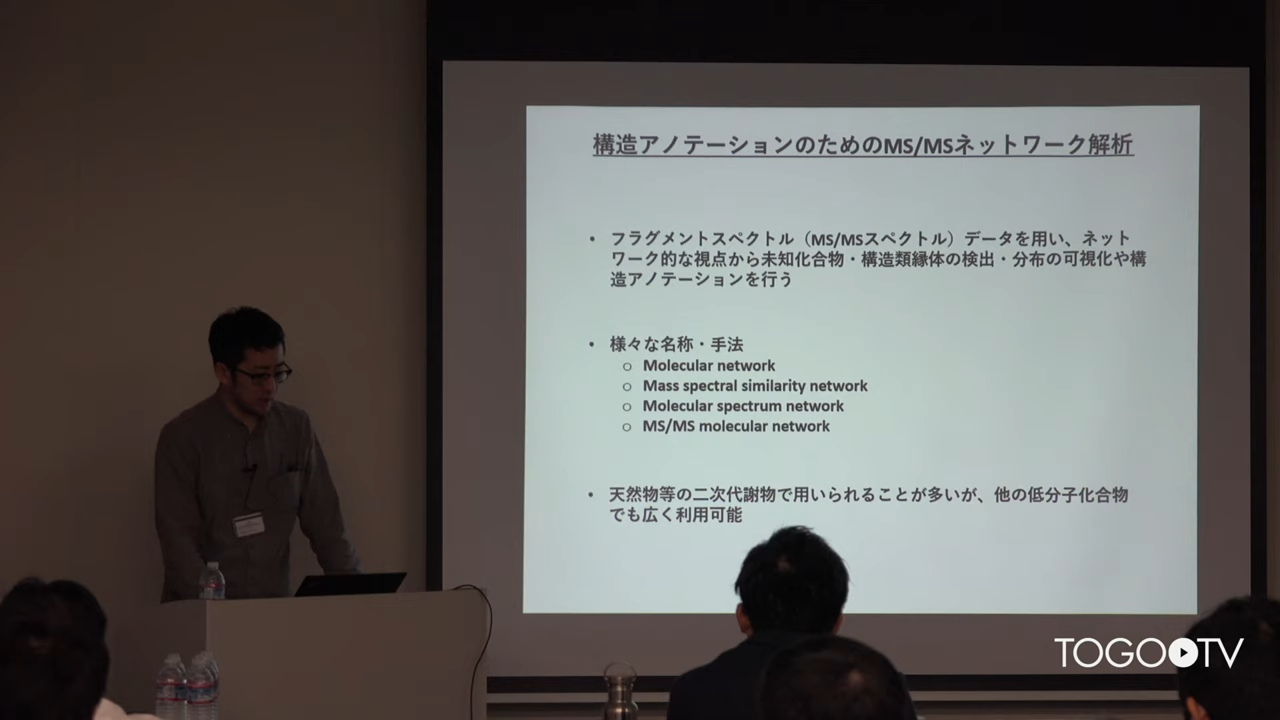 構造アノテーションのためのMS/MSネットワーク解析
• フラグメントスペクトル（MS/MSスペクトル）データを用い、ネット
ワーク的な視点から未知化合物・構造類縁体の検出・分布の可視化や構
造アノテーションを行う
• 様々な名称・手法
○ Molecular network
○ Mass spectral similarity network
○ Molecular spectrum network
○ MS/MS molecular network
• 天然物等の二次代謝物で用いられることが多いが、他の低分子化合物
でも広く利用可能
TOGOTV